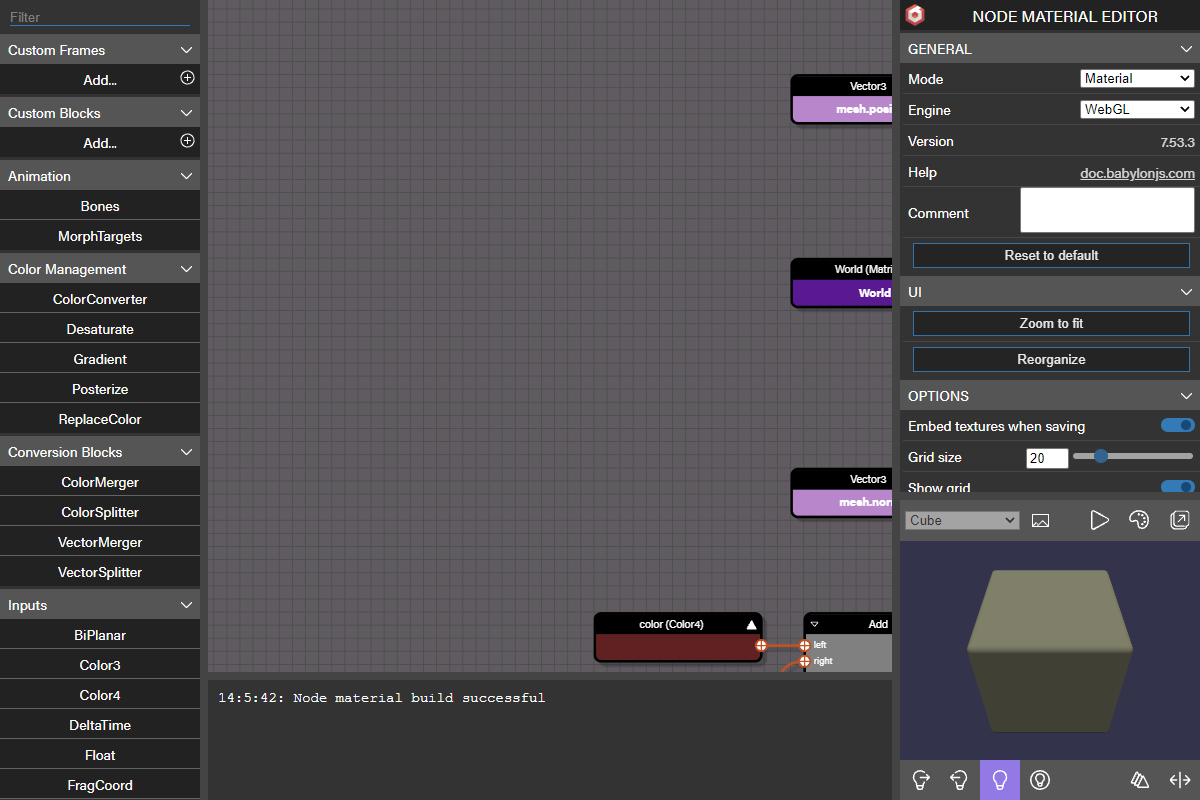 Filter
Custom Frames
Add...
Custom Blocks
Add...
Animation
Bones
MorphTargets
Color Management
ColorConverter
Desaturate
Gradient
Posterize
ReplaceColor
Conversion Blocks
ColorMerger
ColorSplitter
VectorMerger
VectorSplitter
Inputs
BiPlanar
Color3
Color4
DeltaTime
Float
FragCoord
Vector3
mesh.posi
World (Matri
World
Vector3
mesh.nor
color (Color4)
Add
left
right
14:5:42: Node material build successful
NODE MATERIAL EDITOR
GENERAL
Mode
Material
Engine
WebGL
Version
7.53.3
Help
doc.babylonjs.com
Comment
Reset to default
UI
Zoom to fit
Reorganize
OPTIONS
Embed textures when saving
Grid size
20
Show grid
Cube